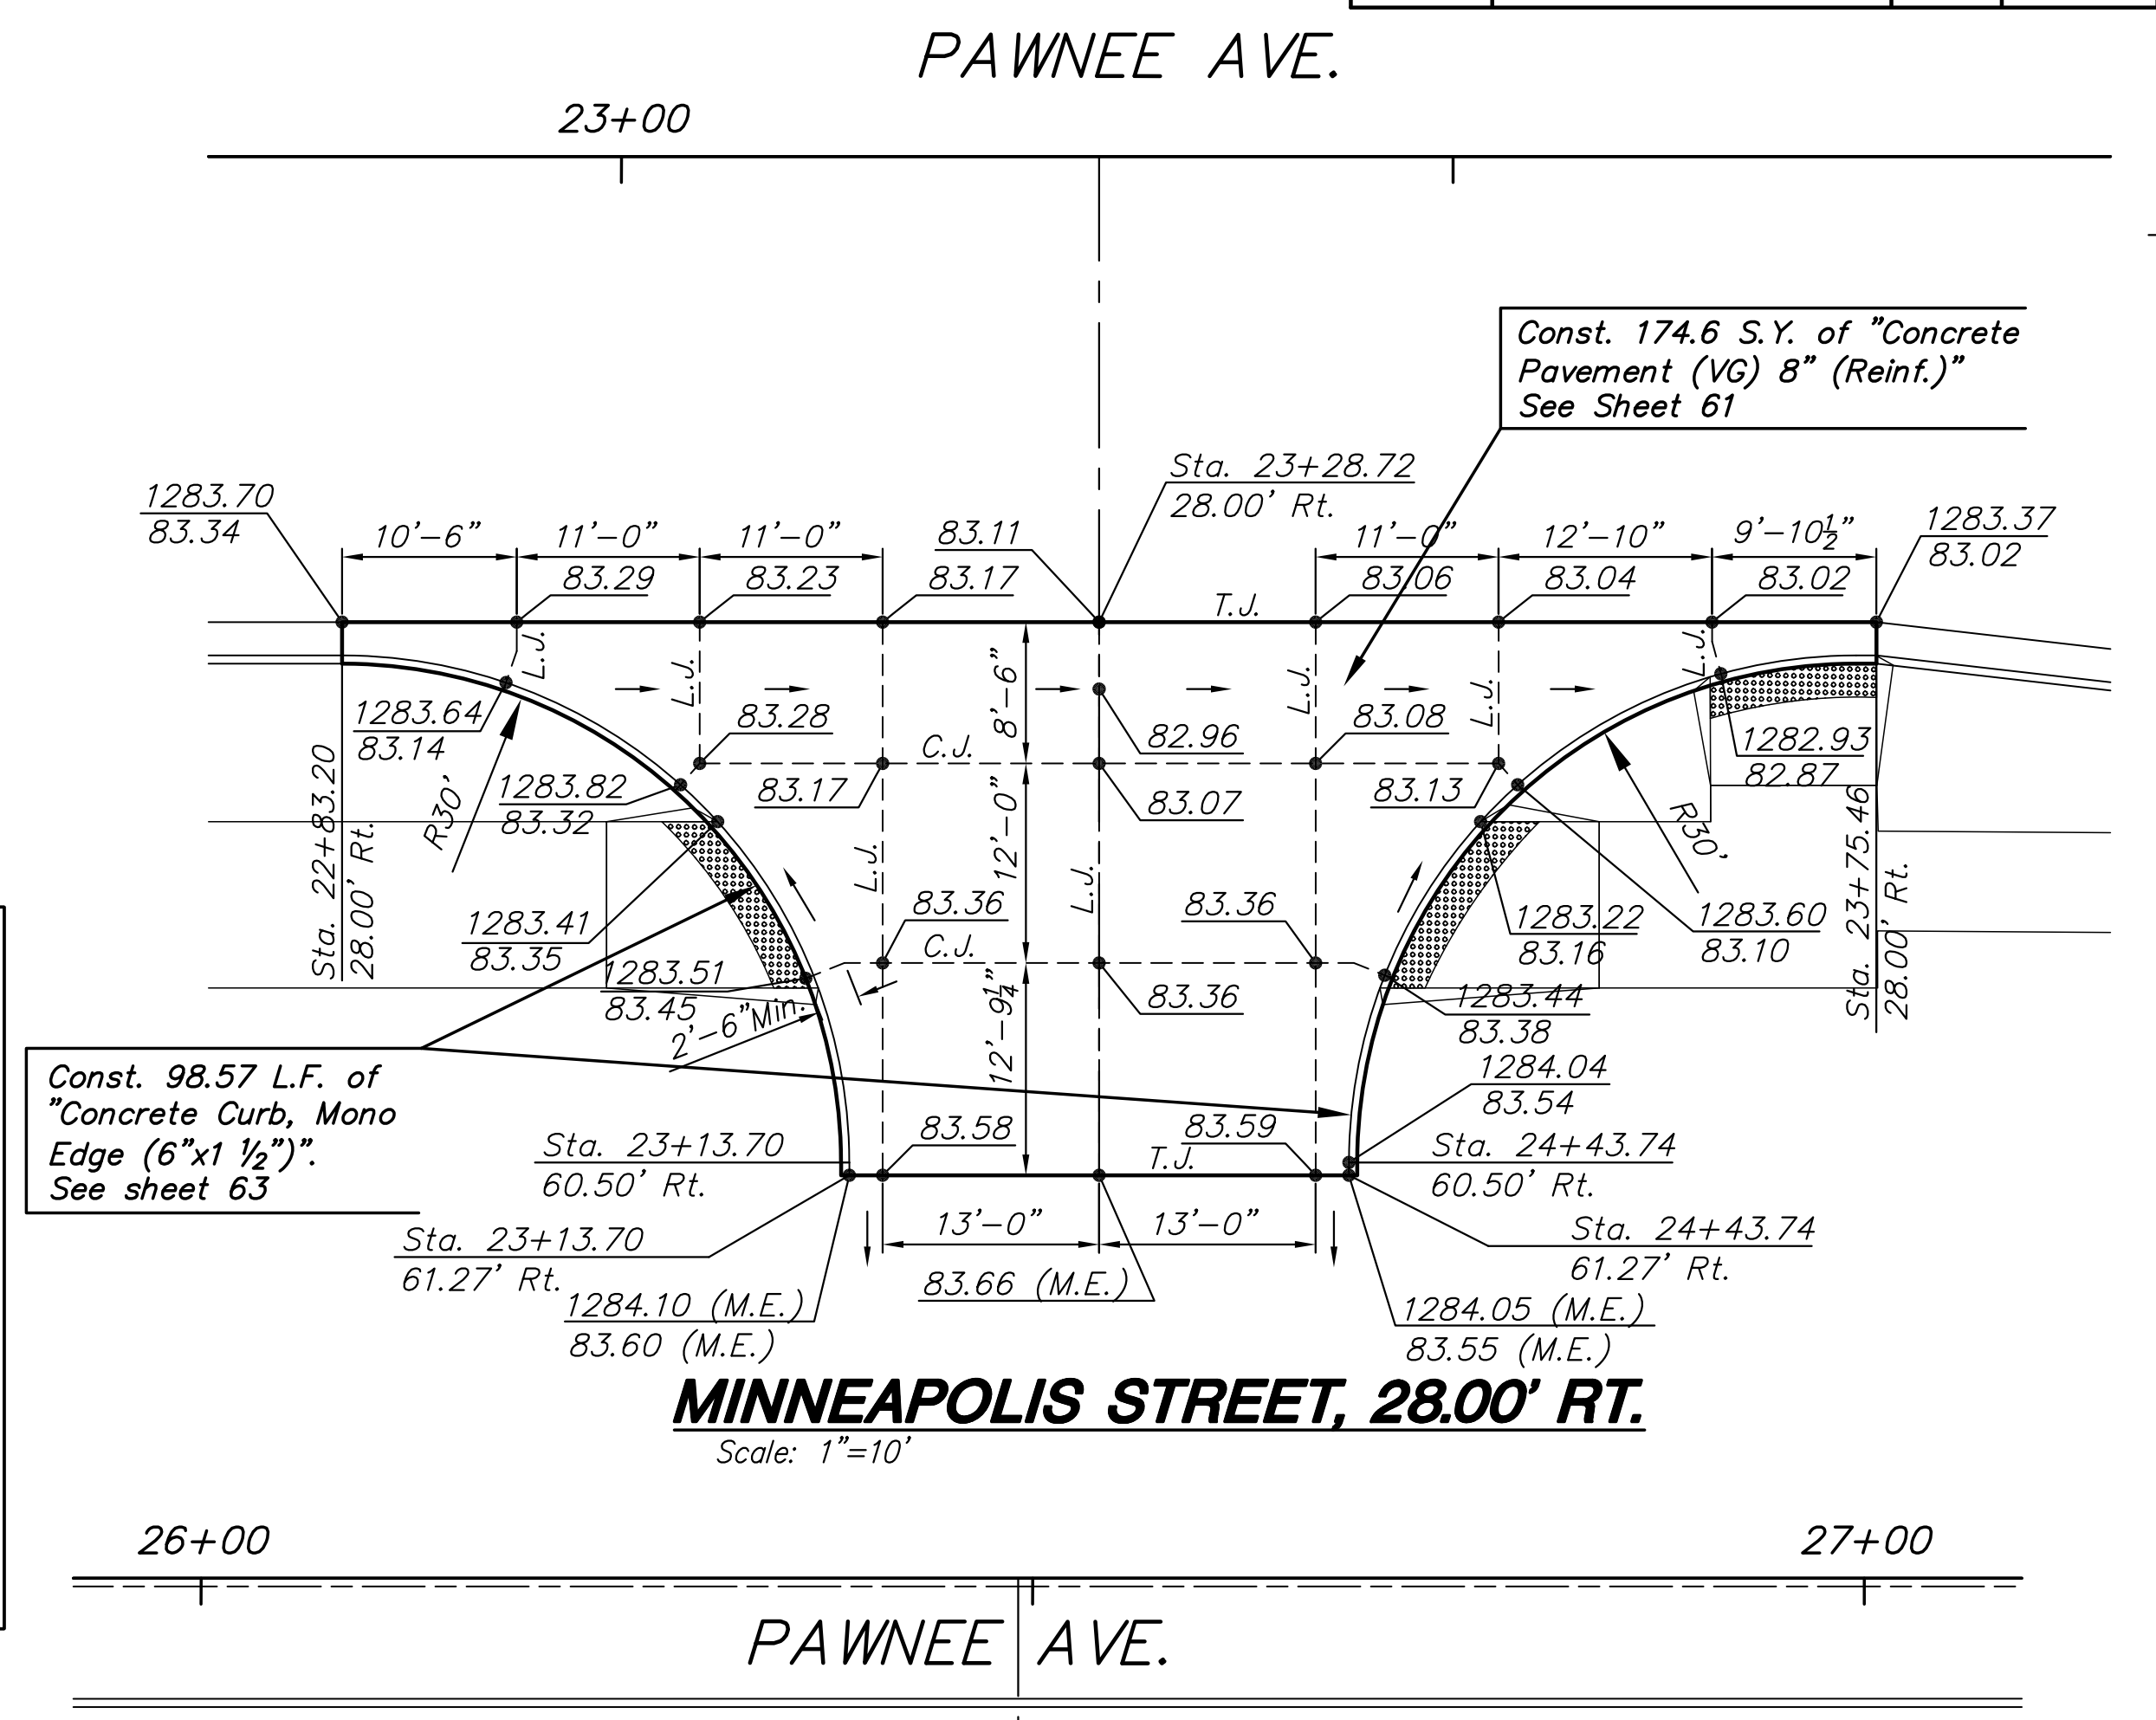 PAWNEE AVE.
23+00
Const. 174.6 S.Y. of "Concrete
Pavement (VG) 8" (Reinf.)"
See Sheet 61
Sta. 23+28.72
28.00' Rt.
1283.70
83.34
10'-6"
11'-0"
11'-0"
83.11
11'-0"
12'-10"
9'-10 1/2"
1283.37
83.02
83.29
83.23
83.17
83.06
83.04
83.02
T.J.
L.J.
L.J.
L.J.
L.J.
L.J.
8'-6"
1283.64
83.14
83.28
82.96
83.08
1282.93
82.87
C.J.
R30'
1283.82
83.32
83.17
83.07
83.13
R30'
12'-0"
Sta. 22+83.20
28.00' Rt.
L.J.
L.J.
Sta. 23+75.46
28.00' Rt.
1283.41
83.35
83.36
83.36
1283.22
83.16
1283.60
83.10
C.J.
1283.51
83.45
83.36
1283.44
83.38
2'-6" Min.
12'-9 1/4"
Const. 98.57 L.F. of
"Concrete Curb, Mono
Edge (6"x1 ½")".
See sheet 63
1284.04
83.54
Sta. 23+13.70
60.50' Rt.
83.58
83.59
T.J.
Sta. 24+43.74
60.50' Rt.
Sta. 23+13.70
61.27' Rt.
13'-0"
13'-0"
Sta. 24+43.74
61.27' Rt.
1284.10 (M.E.)
83.60 (M.E.)
83.66 (M.E.)
1284.05 (M.E.)
83.55 (M.E.)
MINNEAPOLIS STREET, 28.00' RT.
Scale: 1"=10'
26+00
27+00
PAWNEE AVE.